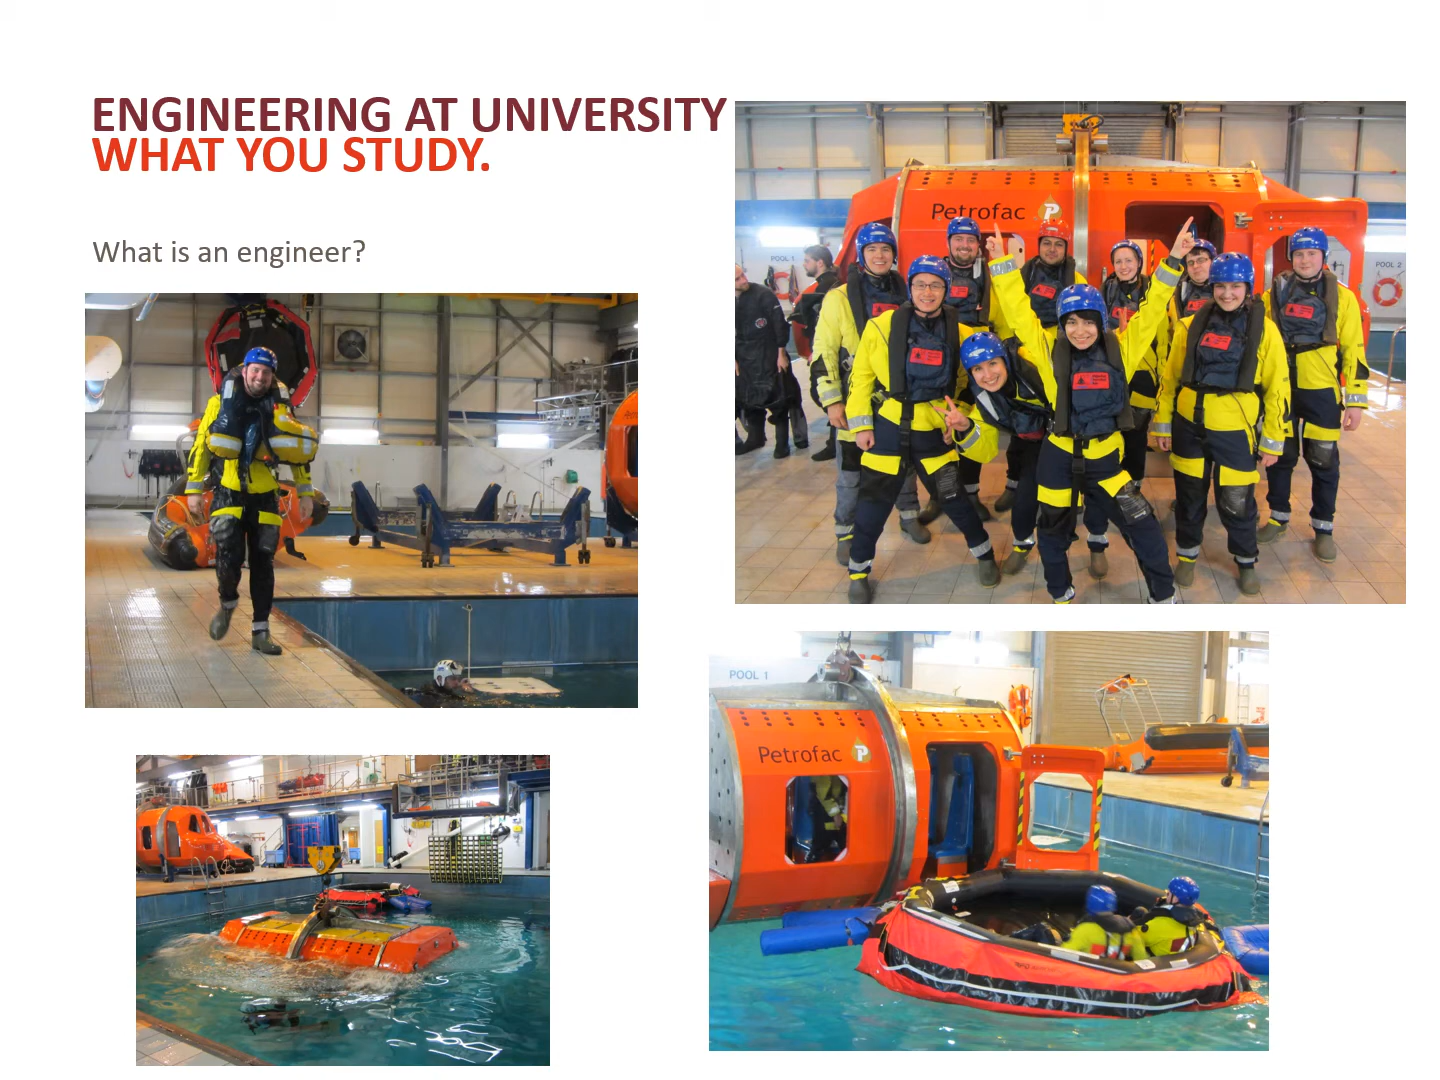 ENGINEERING AT UNIVERSITY
WHAT YOU STUDY.
What is an engineer?
Petrofac
POOL 1
POOL 2
POOL 1
Petrofac